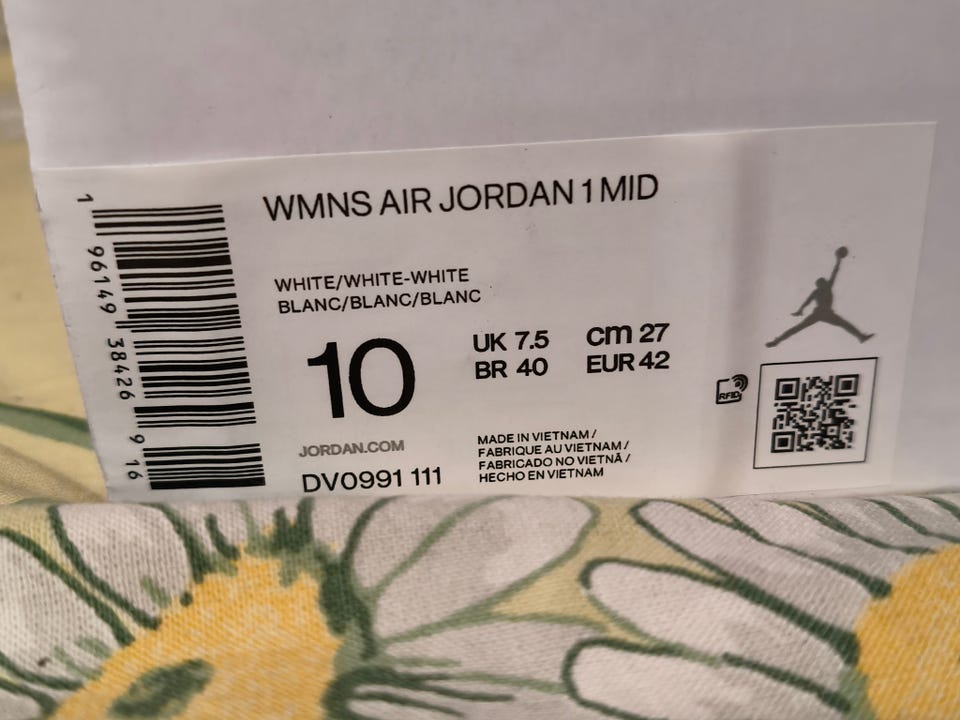 WMNS AIR JORDAN 1 MID
WHITE/WHITE-WHITE
BLANC/BLANC/BLANC
10
UK 7.5 cm 27
BR 40 EUR 42
JORDAN.COM
DV0991 111
MADE IN VIETNAM /
FABRIQUE AU VIETNAM /
FABRICADO NO VIETNÃ /
HECHO EN VIETNAM
RFID
1 96149 38426 9 16